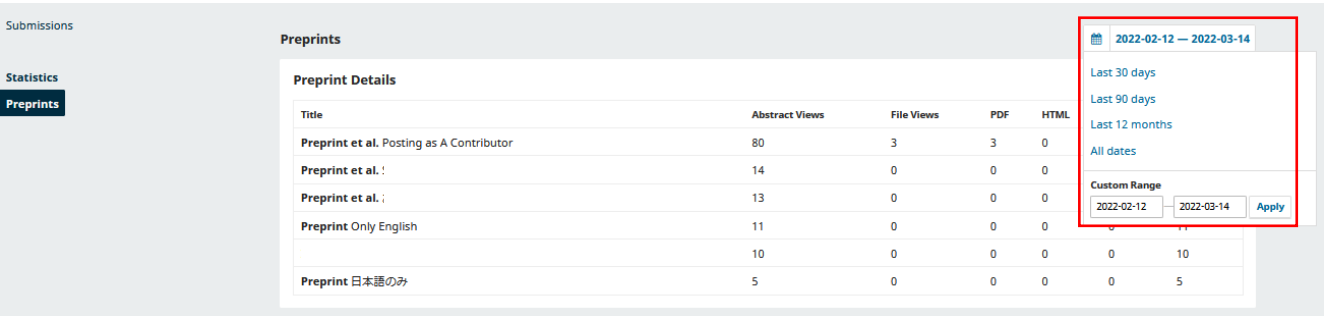 Submissions
Statistics
Preprints
Preprints
2022-02-12 — 2022-03-14
Last 30 days
Last 90 days
Last 12 months
All dates
Custom Range
2022-02-12 — 2022-03-14 Apply
Preprint Details
Title Abstract Views File Views PDF HTML
Preprint et al. Posting as A Contributor 80 3 3 0
Preprint et al. 14 0 0 0
Preprint et al. 13 0 0 0
Preprint Only English 11 0 0 0 0 11
10 0 0 0 0 10
Preprint 日本語のみ 5 0 0 0 0 5